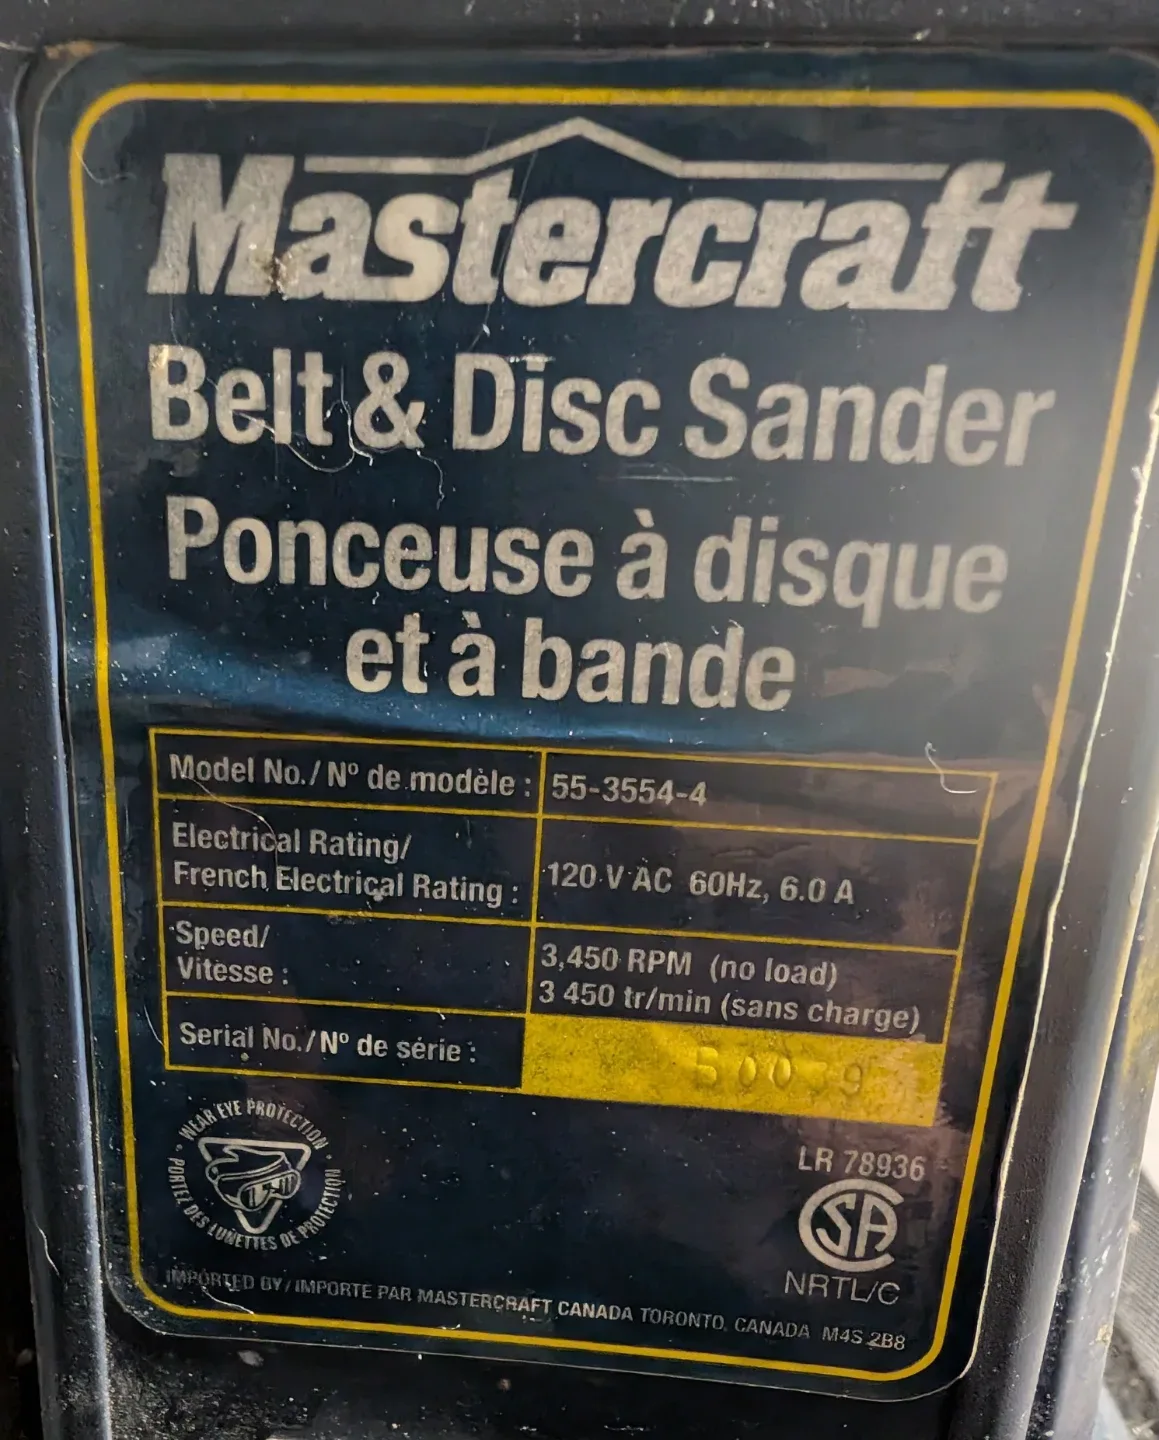 Mastercraft
Belt & Disc Sander
Ponceuse à disque
et à bande
Model No./ Nº de modèle : 55-3554-4
Electrical Rating/
French Electrical Rating : 120 V AC 60Hz, 6.0 A
Speed/
Vitesse :
3,450 RPM (no load)
3 450 tr/min (sans charge)
Serial No./ Nº de série :
WEAR EYE PROTECTION
PORTEZ DES LUNETTES DE PROTECTION
LR 78936
CSA
NRTL/C
IMPORTED BY / IMPORTE PAR MASTERCRAFT CANADA TORONTO, CANADA M4S 2B8